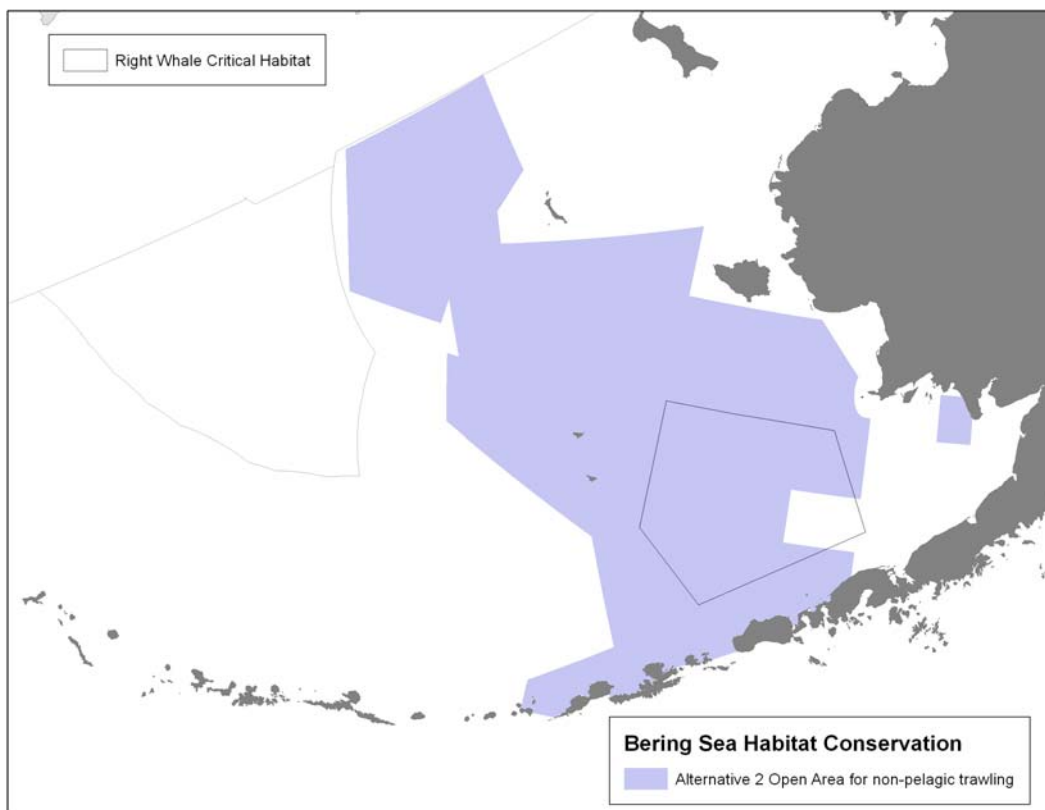 Right Whale Critical Habitat
Bering Sea Habitat Conservation
Alternative 2 Open Area for non-pelagic trawling